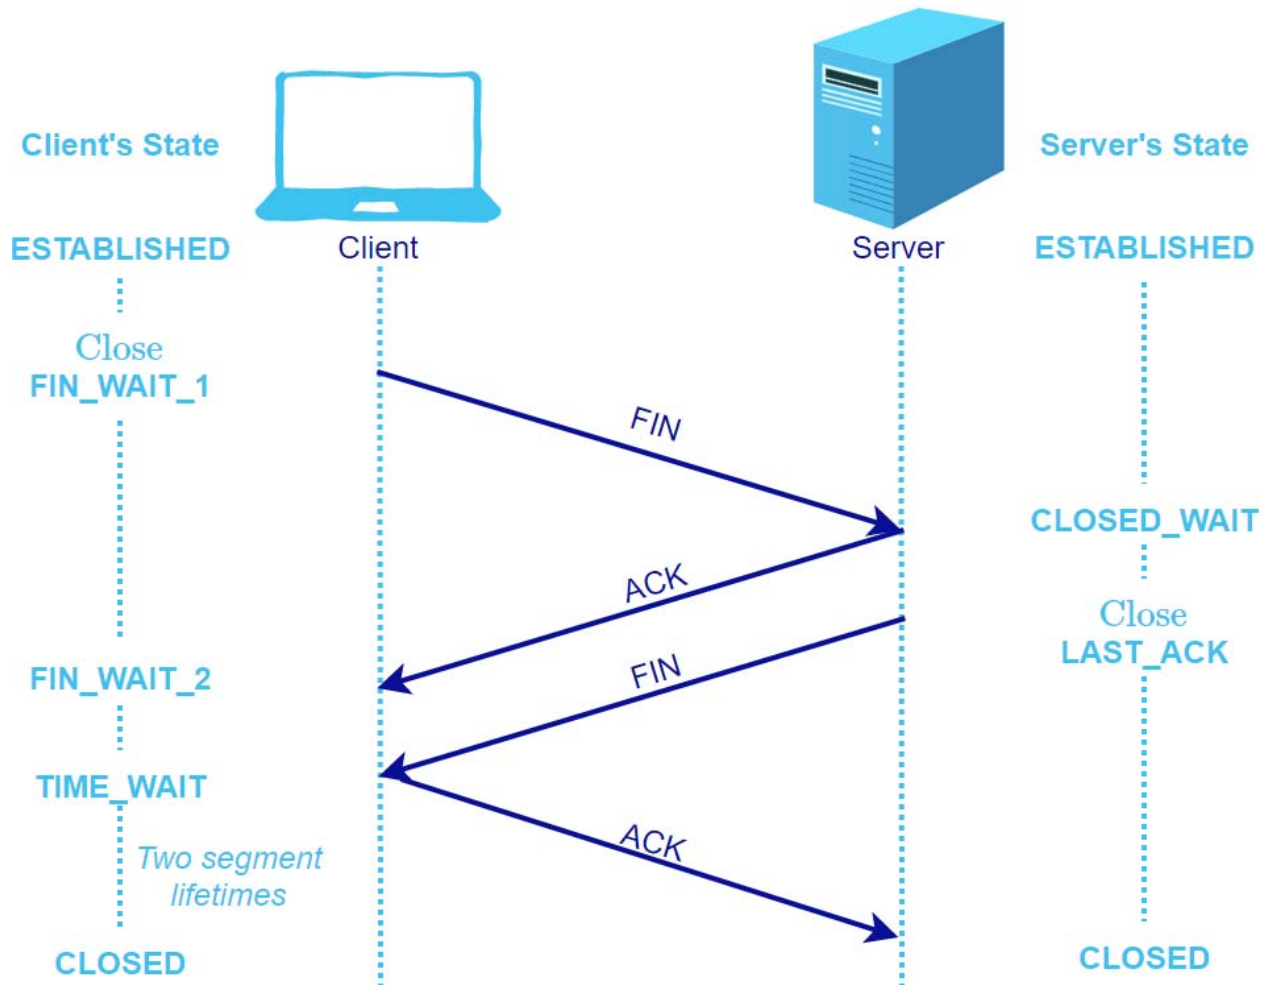 Client's State
Server's State
ESTABLISHED
Client
Server
ESTABLISHED
Close
FIN_WAIT_1
FIN
CLOSED_WAIT
ACK
Close
LAST_ACK
FIN
FIN_WAIT_2
TIME_WAIT
ACK
Two segment
lifetimes
CLOSED
CLOSED